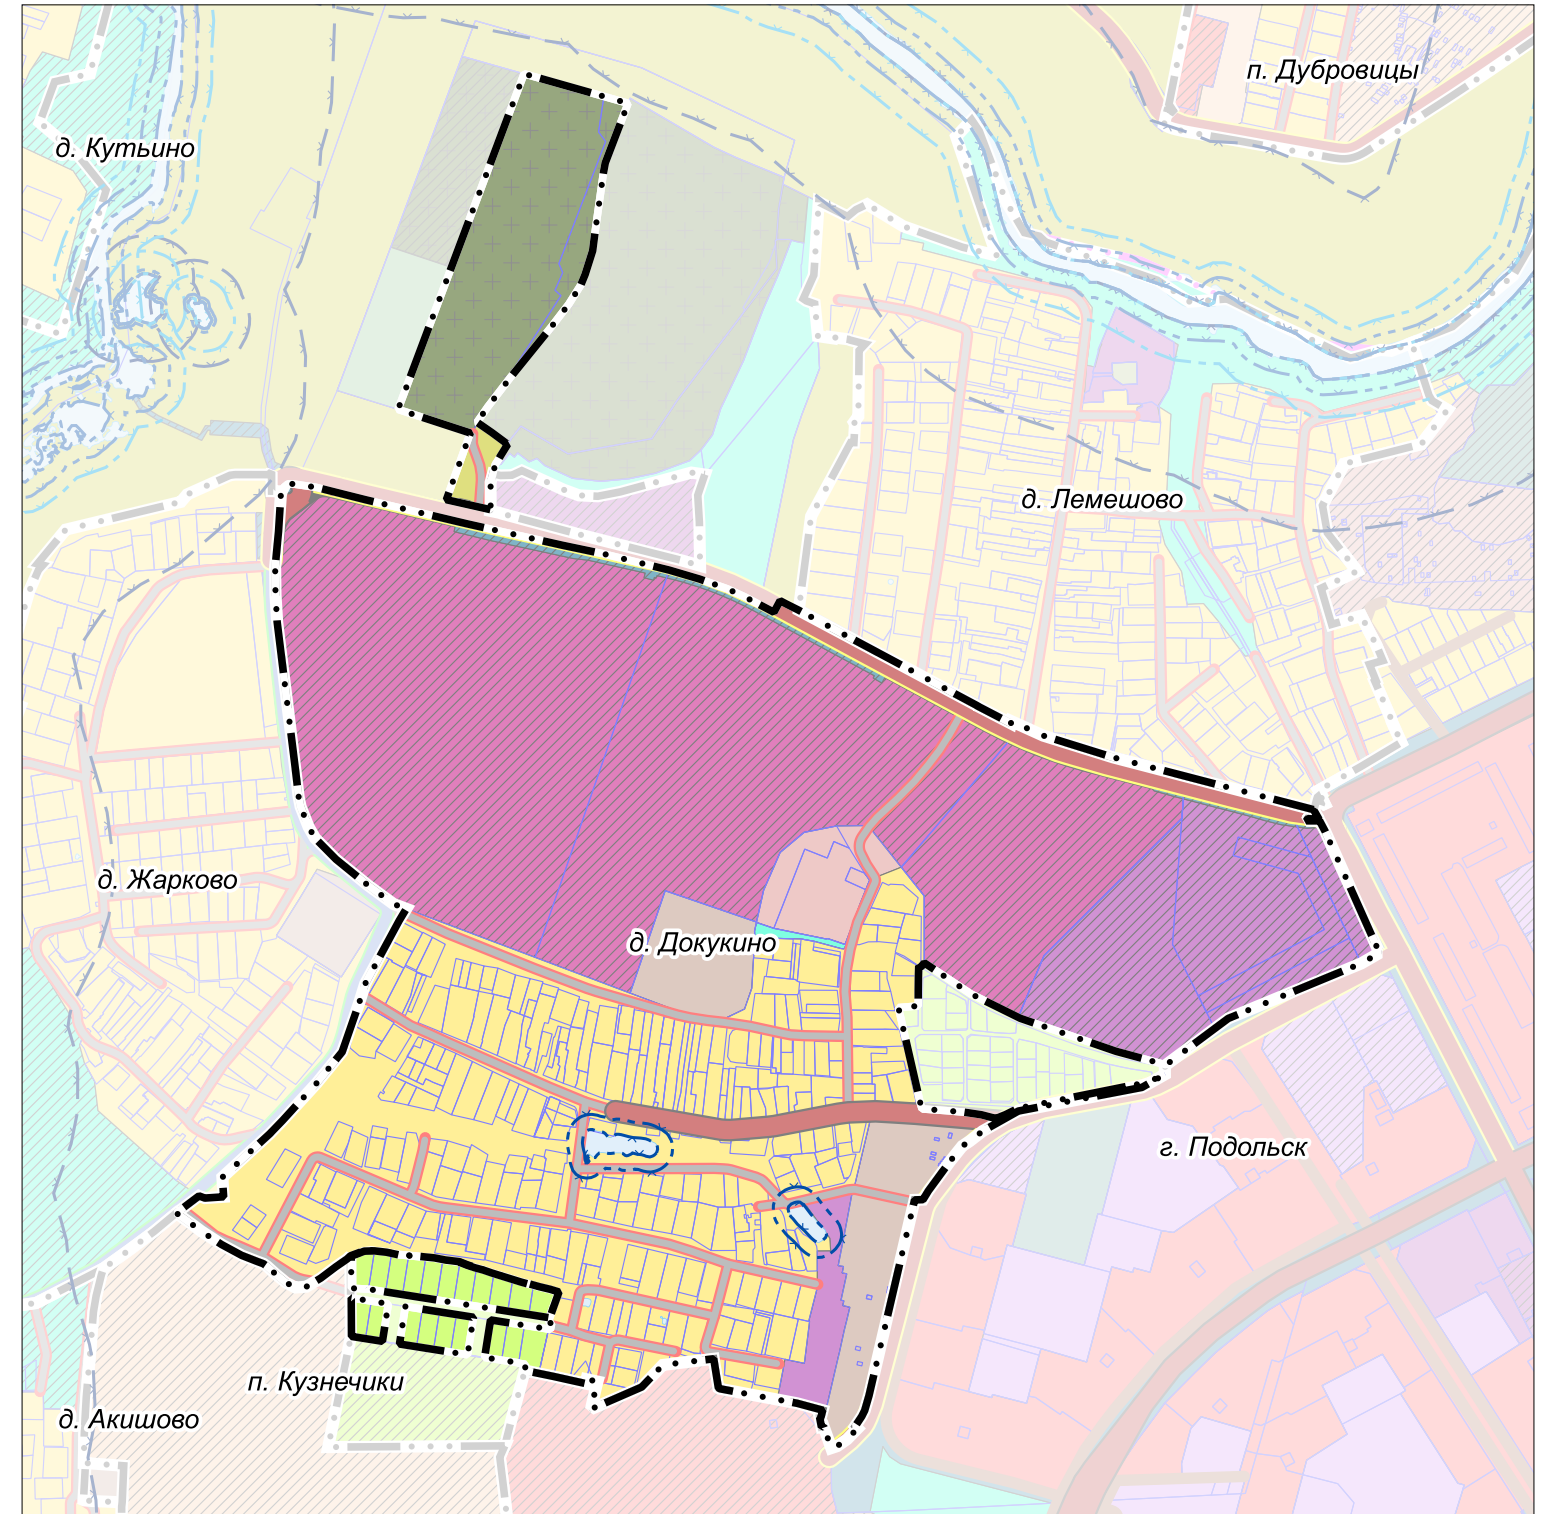 п. Дубровицы
д. Кутьино
д. Лемешово
д. Жарково
д. Докукино
г. Подольск
п. Кузнечики
д. Акишово